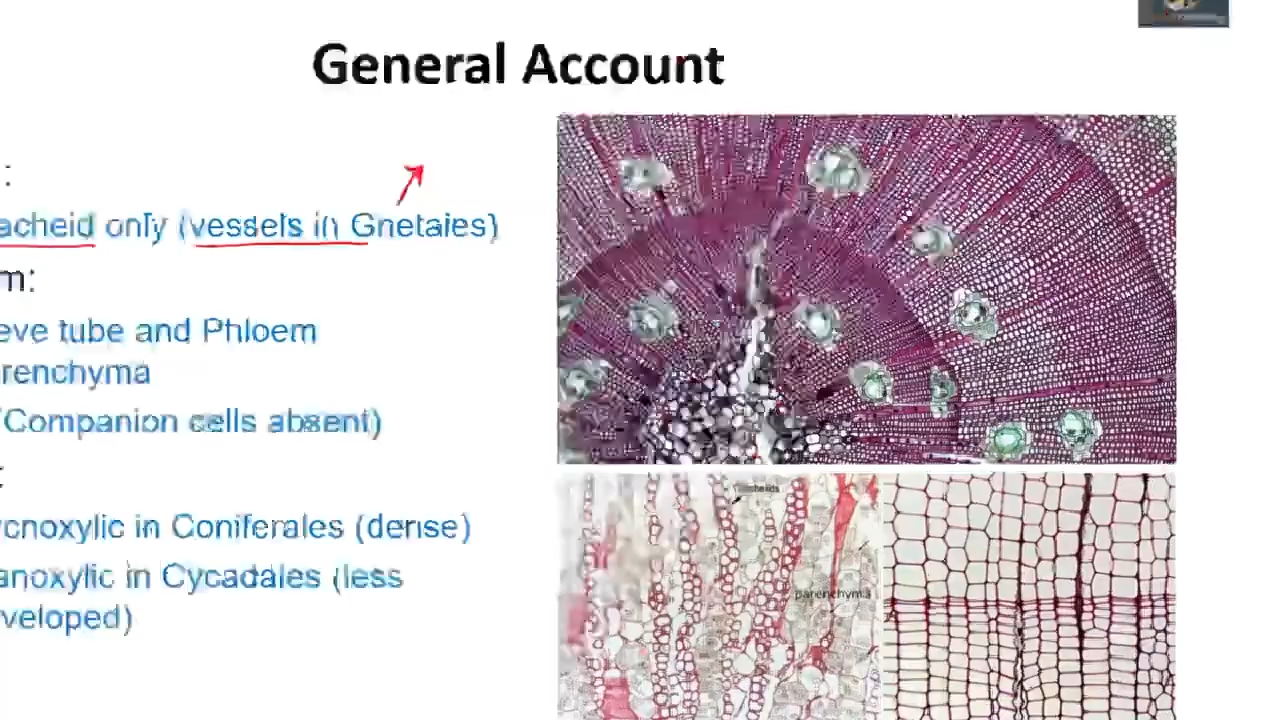 General Account
:
acheid only (vessels in Gnetales)
m:
eve tube and Phloem
renchyma
(Companion cells absent)
:
cnoxylic in Coniferales (dense)
anoxylic in Cycadales (less
veloped)
Tracheids
parenchyma